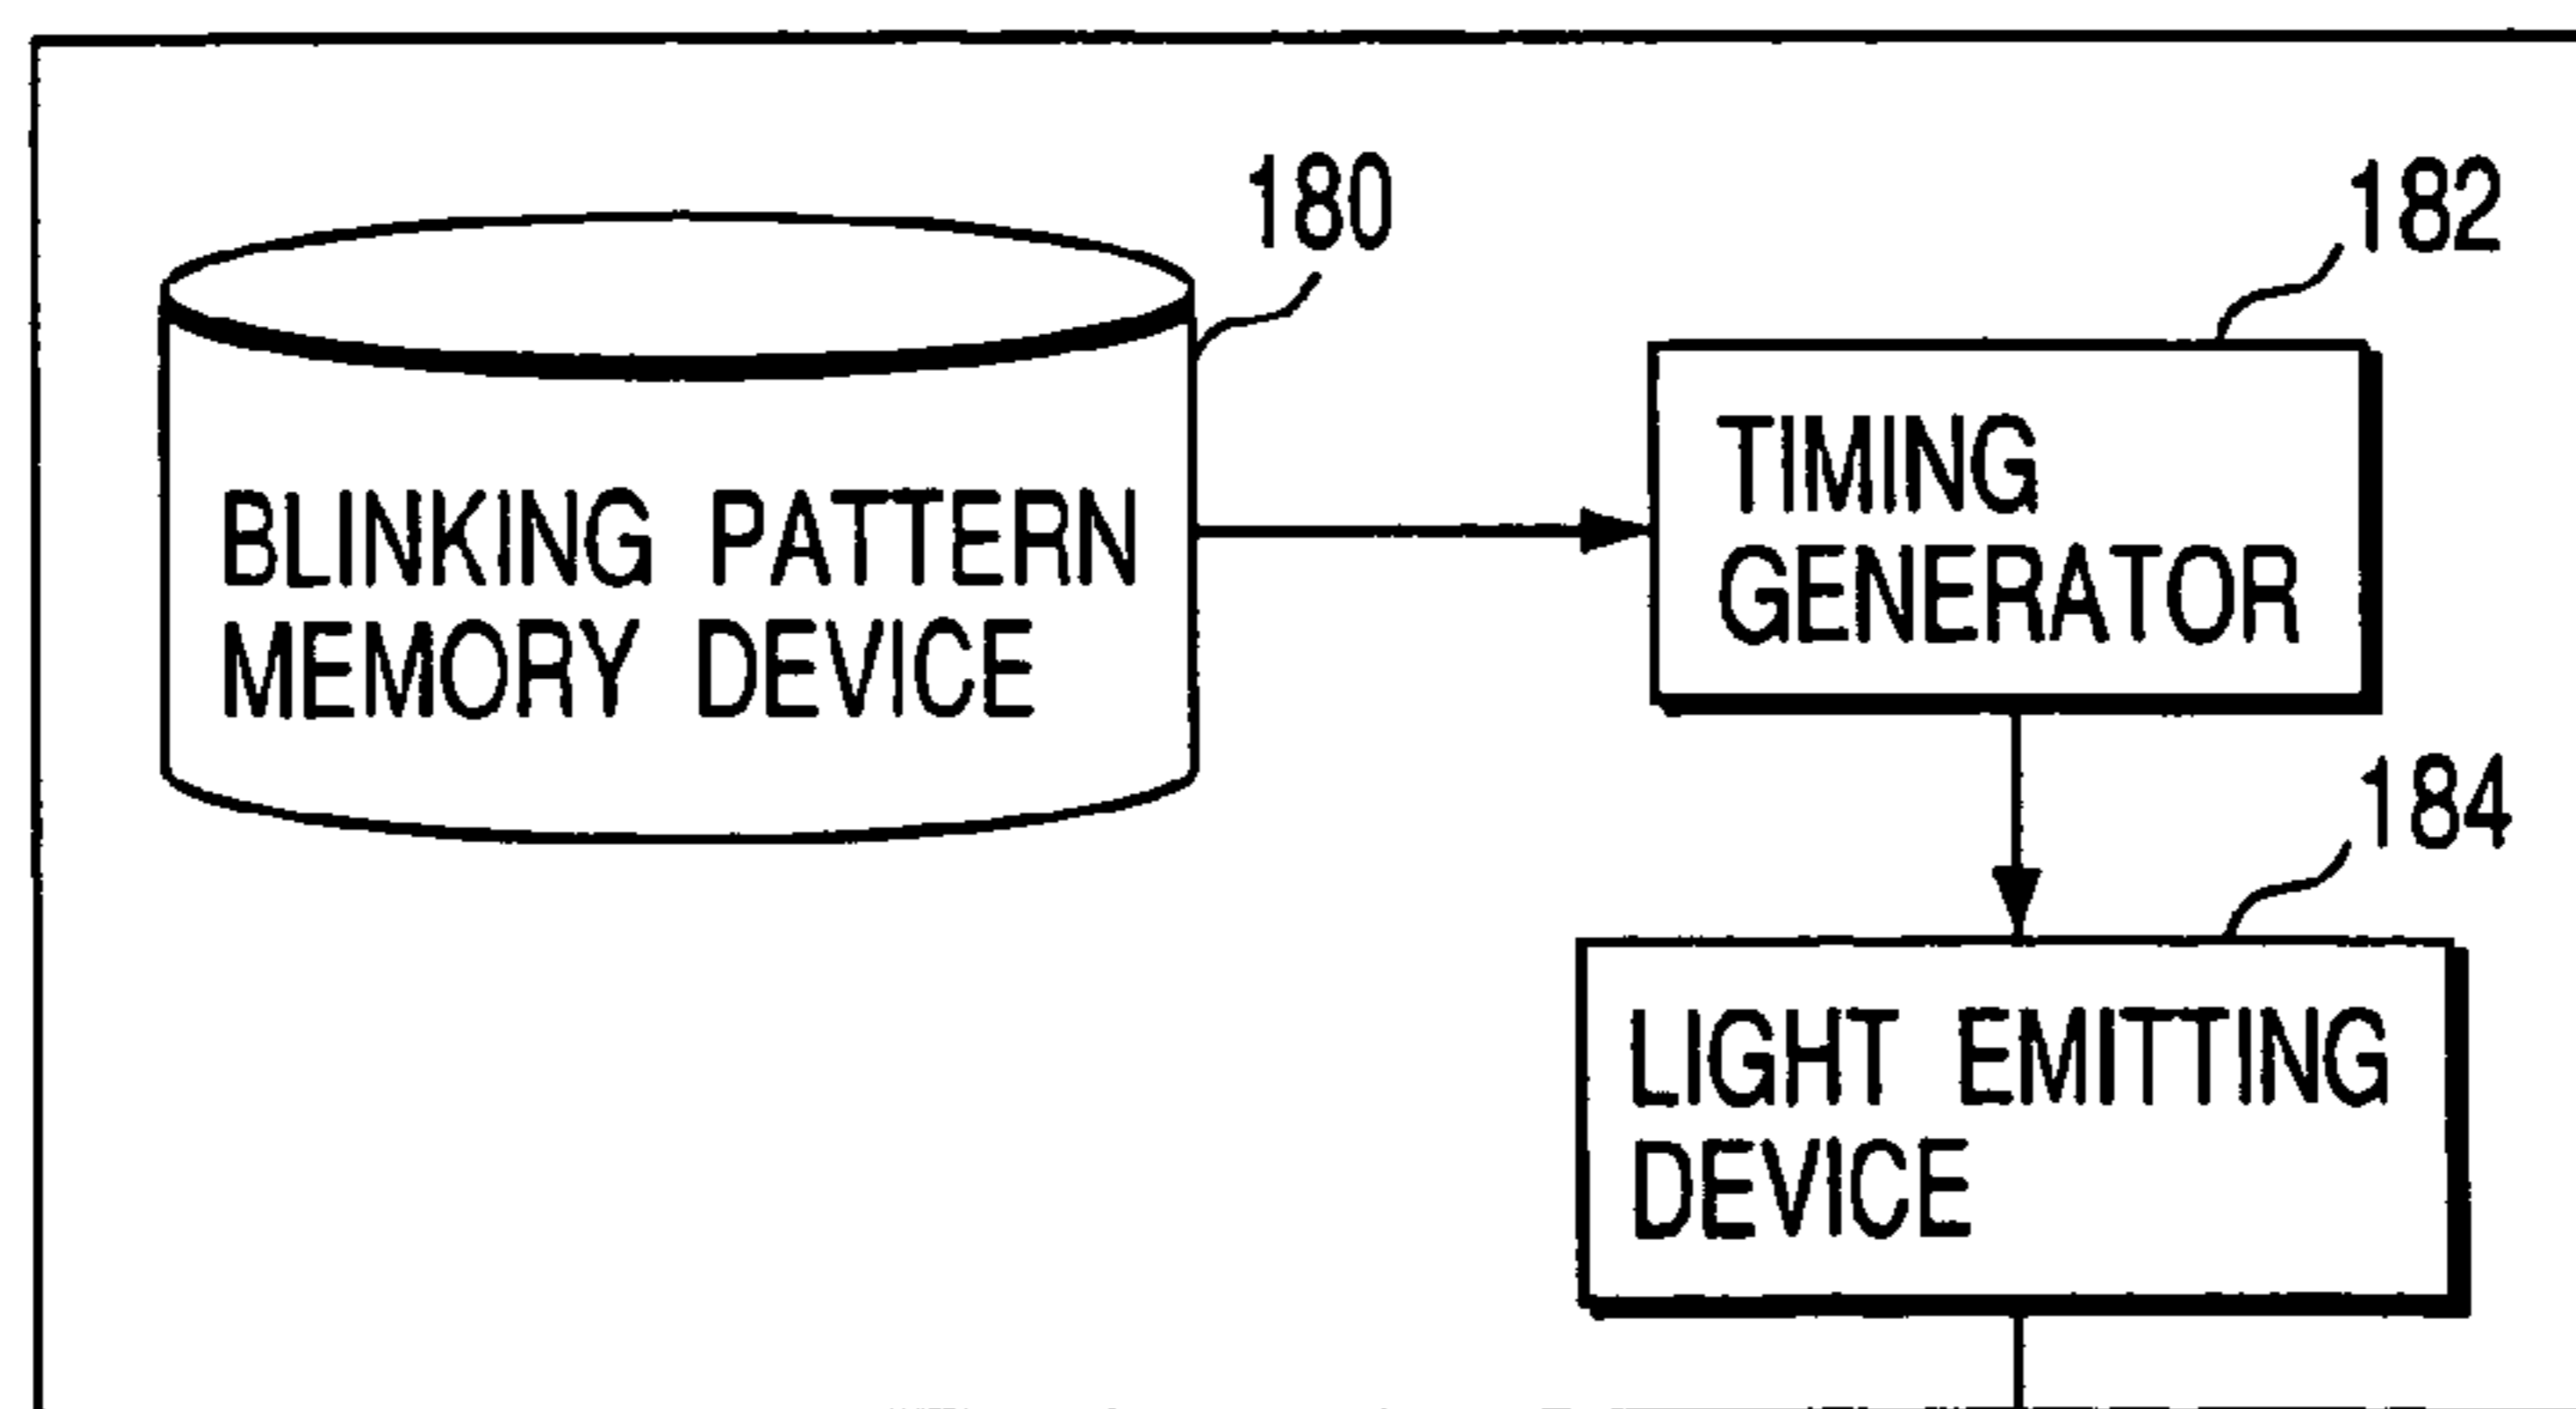 180
182
BLINKING PATTERN
MEMORY DEVICE
TIMING
GENERATOR
184
LIGHT EMITTING
DEVICE